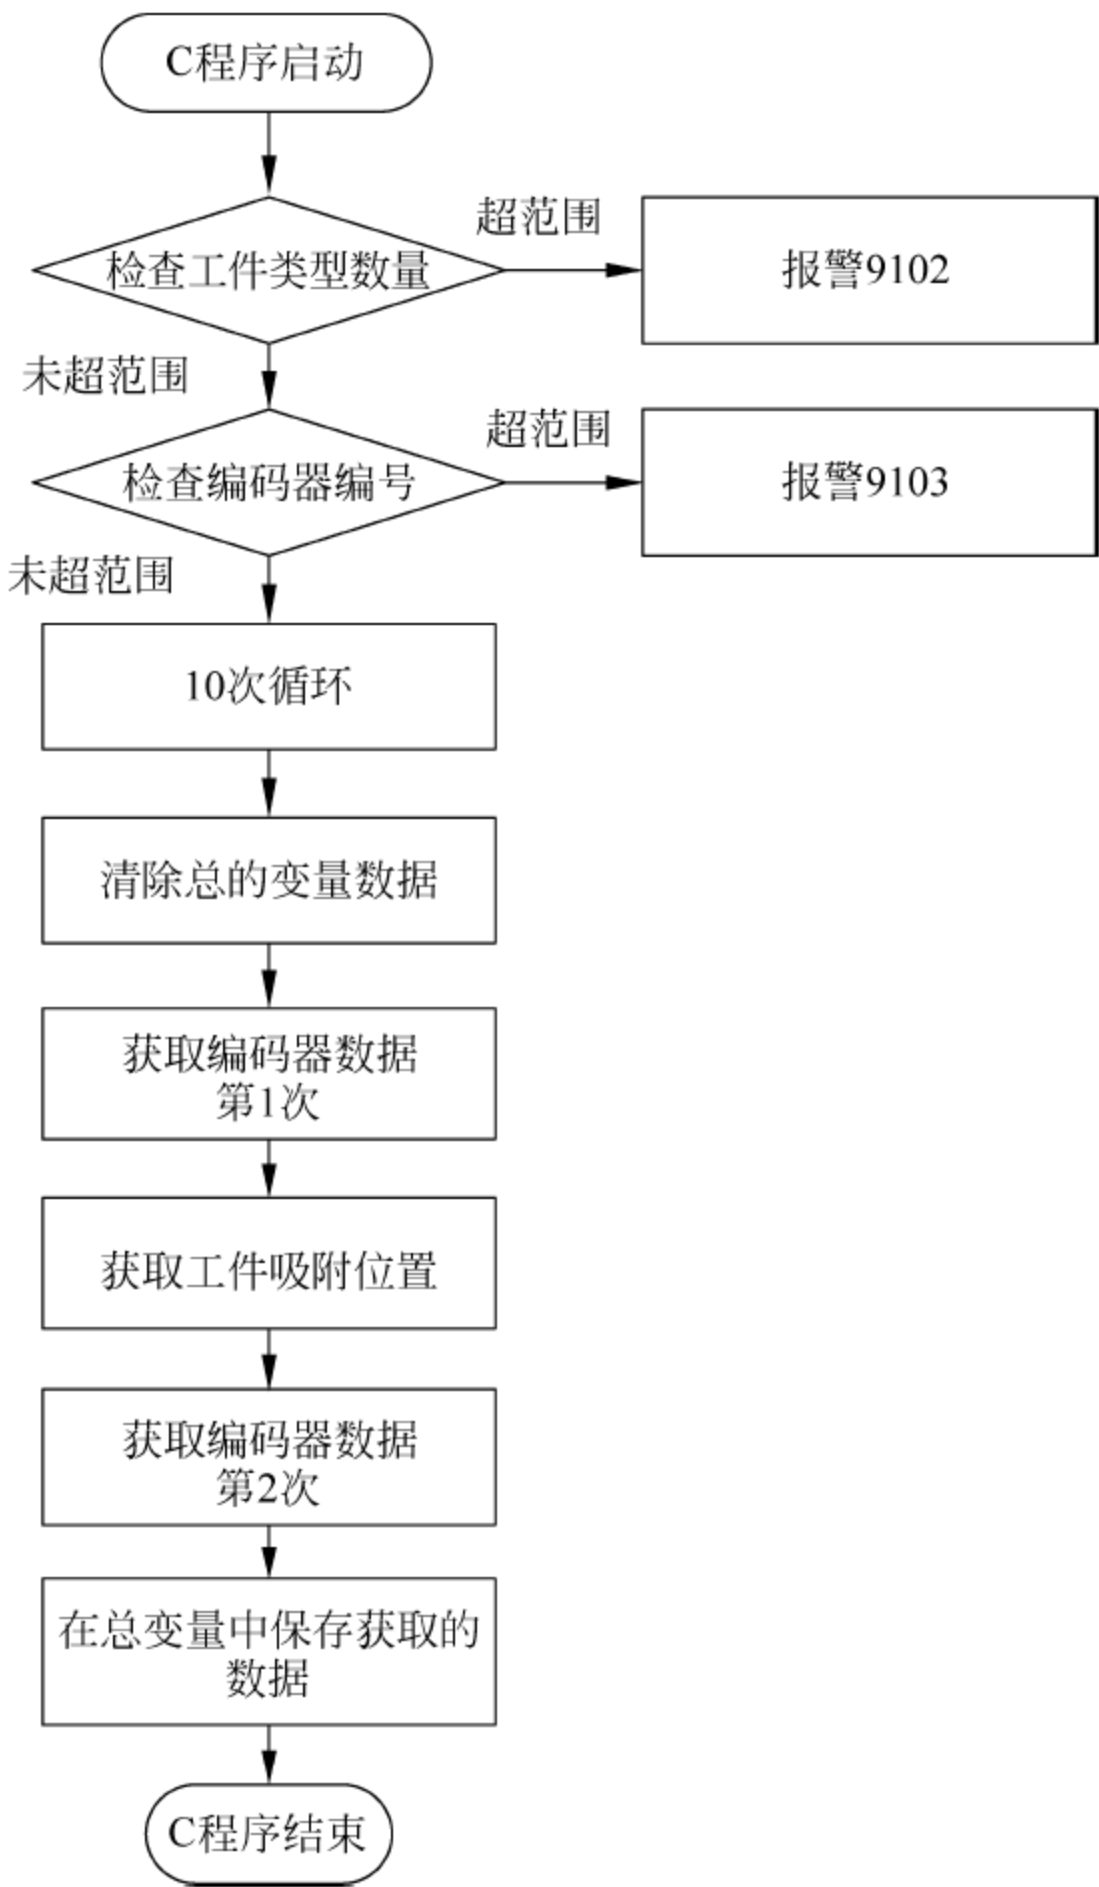 C程序启动
超范围
检查工件类型数量
报警9102
未超范围
超范围
检查编码器编号
报警9103
未超范围
10次循环
清除总的变量数据
获取编码器数据
第1次
获取工件吸附位置
获取编码器数据
第2次
在总变量中保存获取的
数据
C程序结束